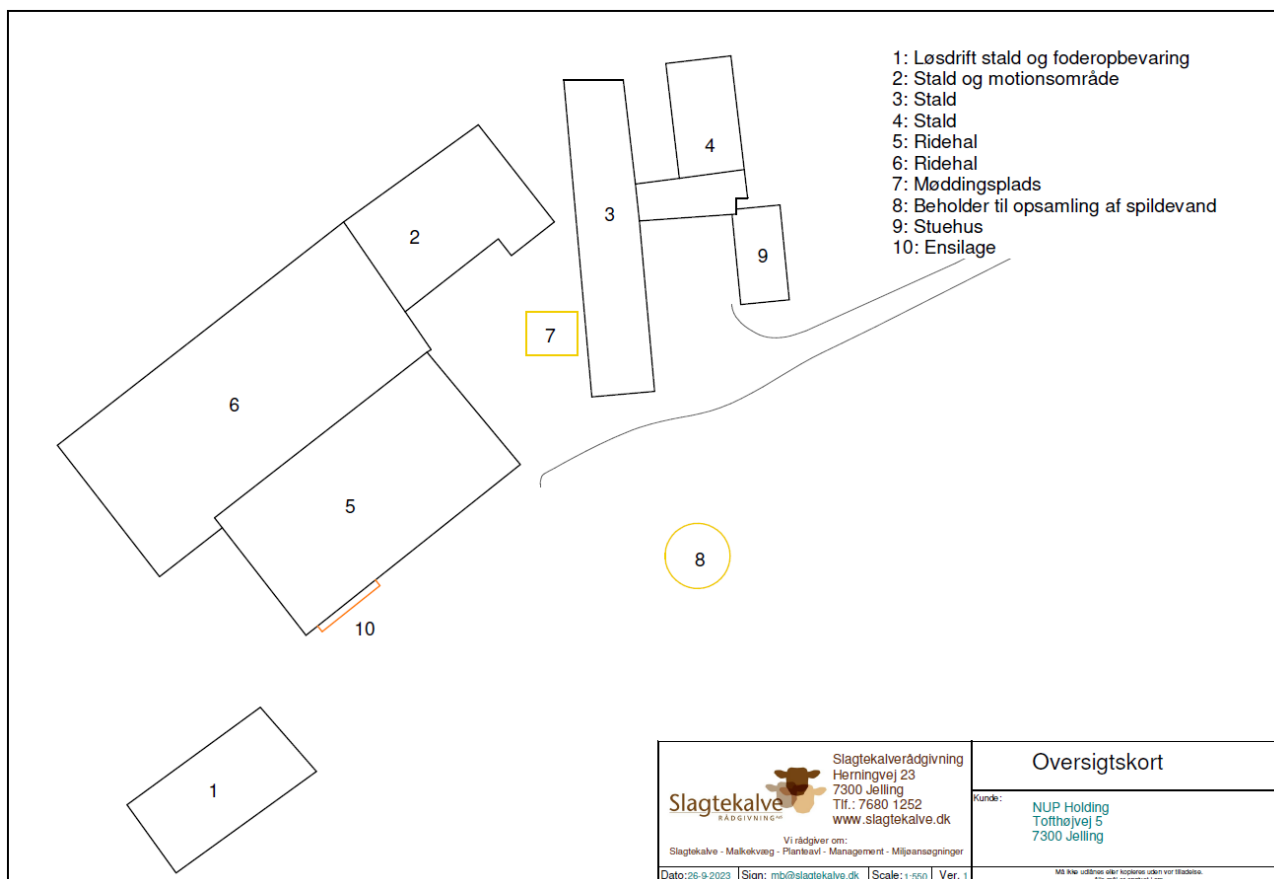 1: Løsdrift stald og foderopbevaring
2: Stald og motionsområde
3: Stald
4: Stald
5: Ridehal
6: Ridehal
7: Møddingsplads
8: Beholder til opsamling af spildevand
9: Stuehus
10: Ensilage
4
3
2
9
7
6
5
8
10
1
Slagtekalve
RÅDGIVNING.net
Slagtekalverådgivning
Herningvej 23
7300 Jelling
Tlf.: 7680 1252
www.slagtekalve.dk
Vi rådgiver om:
Slagtekalve - Malkekvæg - Planteavl - Management - Miljøansøgninger
Dato:26-9-2023 Sign: mb@slagtekalve.dk Scale:1:550 Ver. 1
Oversigtskort
Kunde:
NUP Holding
Tofthøjvej 5
7300 Jelling
Må ikke udlånes eller kopieres uden vor tilladelse.